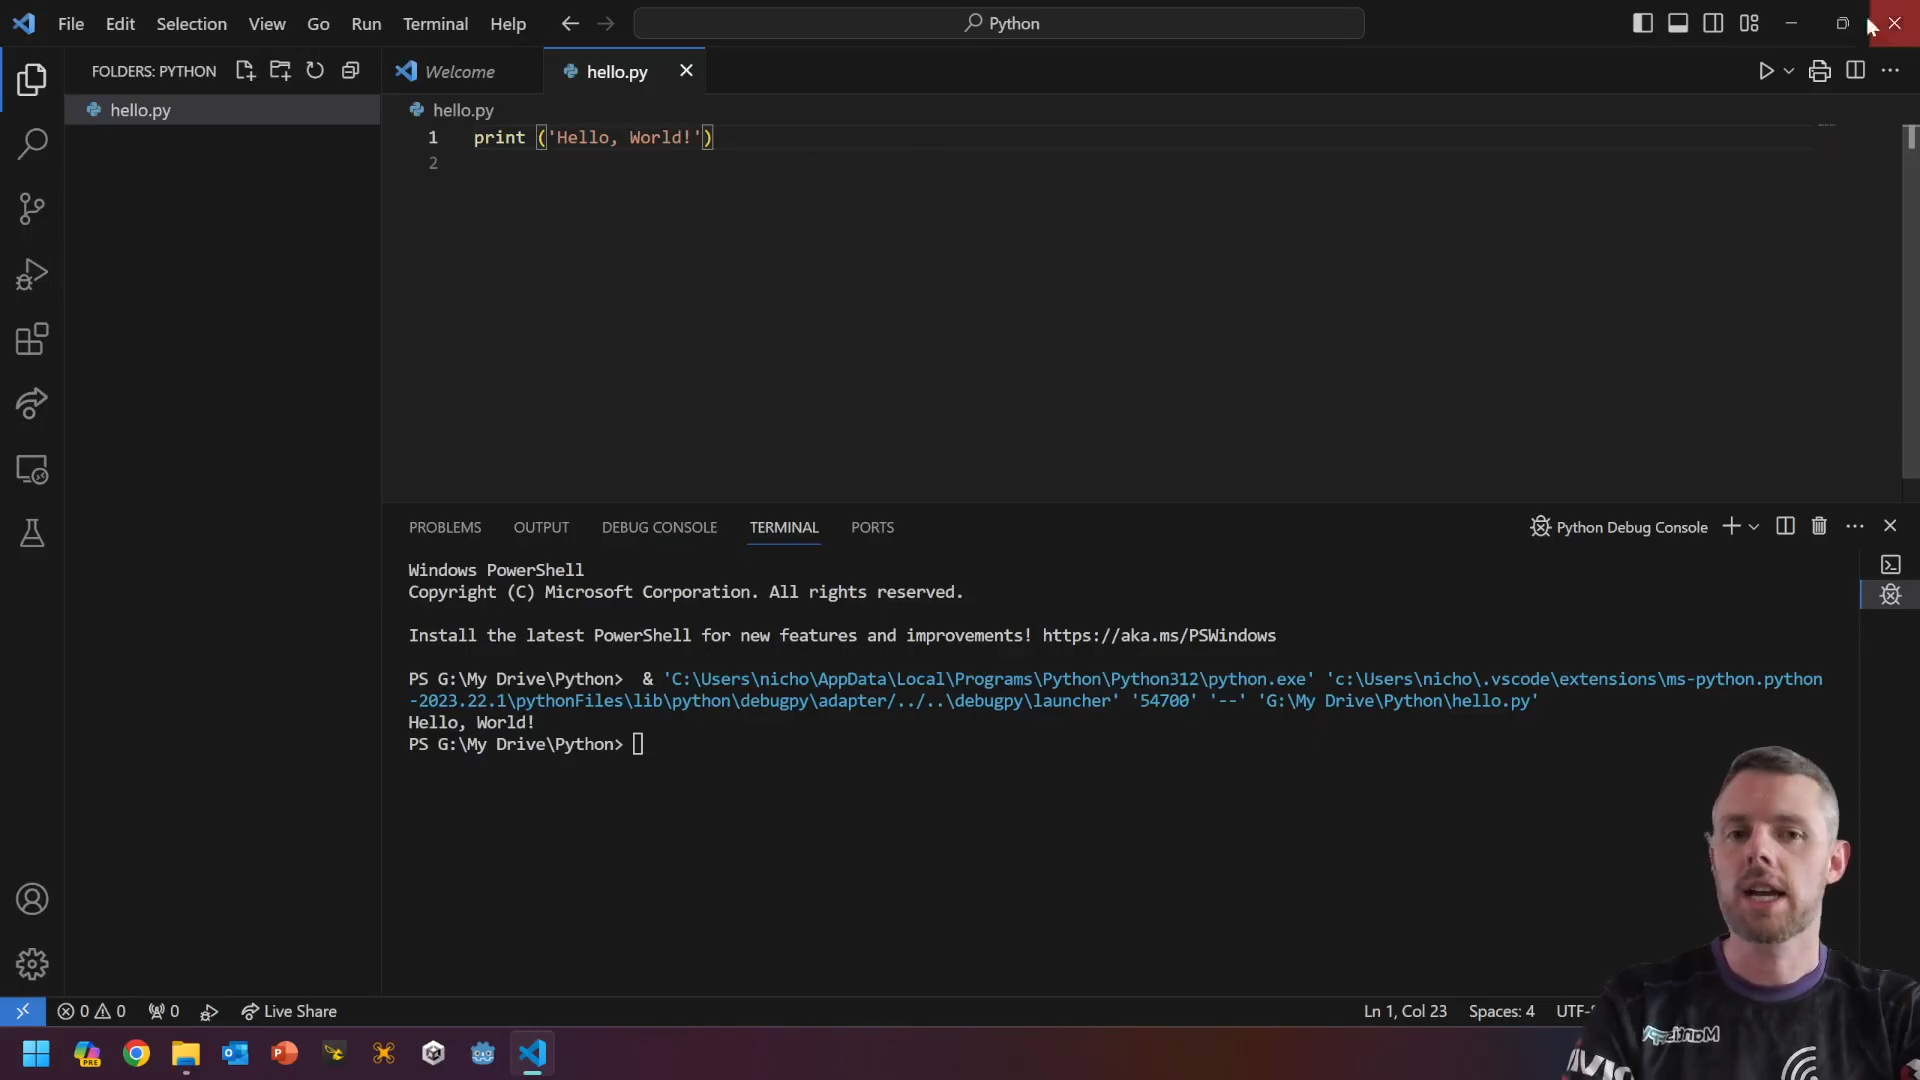 File Edit Selection View Go Run Terminal Help
Python
FOLDERS: PYTHON
Welcome
hello.py
hello.py
hello.py
1 print ('Hello, World!')
2
PROBLEMS OUTPUT DEBUG CONSOLE TERMINAL PORTS
Python Debug Console
Windows PowerShell
Copyright (C) Microsoft Corporation. All rights reserved.
Install the latest PowerShell for new features and improvements! https://aka.ms/PSWindows
PS G:\My Drive\Python>  & 'C:\Users\nicho\AppData\Local\Programs\Python\Python312\python.exe' 'c:\Users\nicho\.vscode\extensions\ms-python.python
-2023.22.1\pythonFiles\lib\python\debugpy\adapter/../..\debugpy\launcher' '54700' '--' 'G:\My Drive\Python\hello.py'
Hello, World!
PS G:\My Drive\Python>
0 0 0 Live Share
Ln 1, Col 23 Spaces: 4 UTF-
PRE